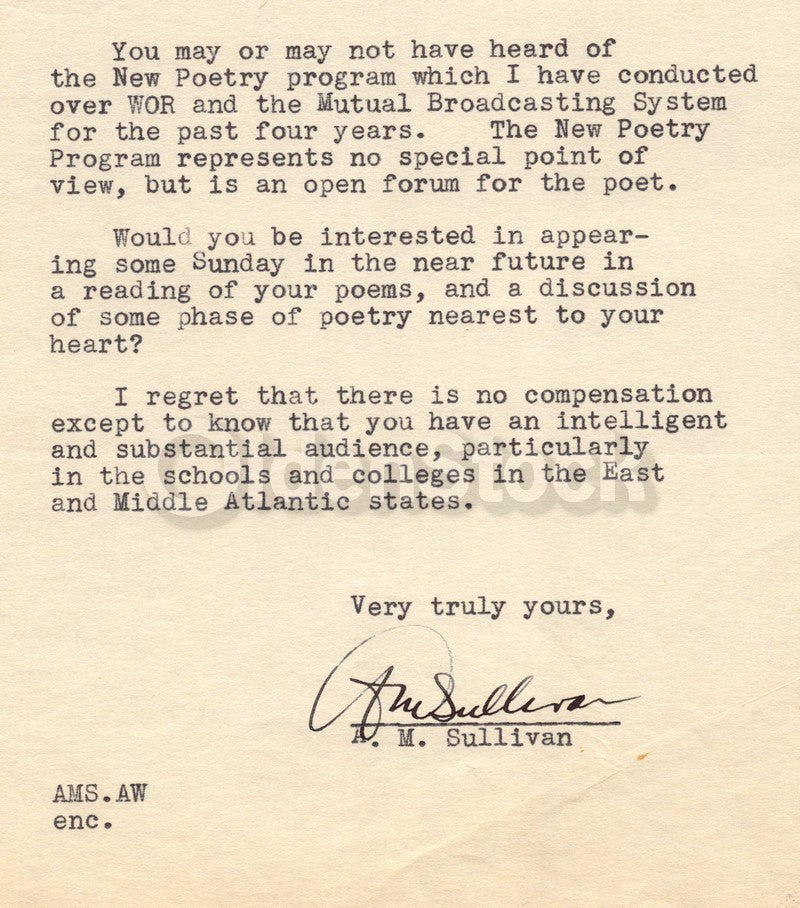 You may or may not have heard of
the New Poetry program which I have conducted
over WOR and the Mutual Broadcasting System
for the past four years. The New Poetry
Program represents no special point of
view, but is an open forum for the poet.
Would you be interested in appear-
ing some Sunday in the near future in
a reading of your poems, and a discussion
of some phase of poetry nearest to your
heart?
I regret that there is no compensation
except to know that you have an intelligent
and substantial audience, particularly
in the schools and colleges in the East
and Middle Atlantic states.
OldenStock
Very truly yours,
AMSullivan
A. M. Sullivan
AMS.AW
enc.